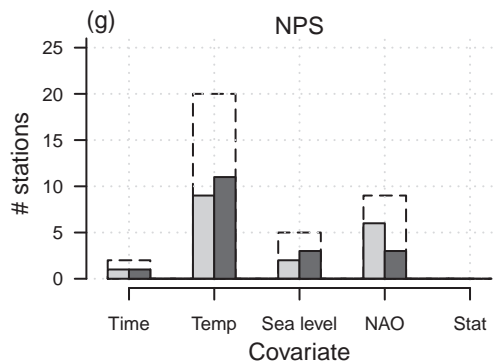 (g)
NPS
# stations
25
20
15
10
5
0
Time Temp Sea level NAO Stat
Covariate